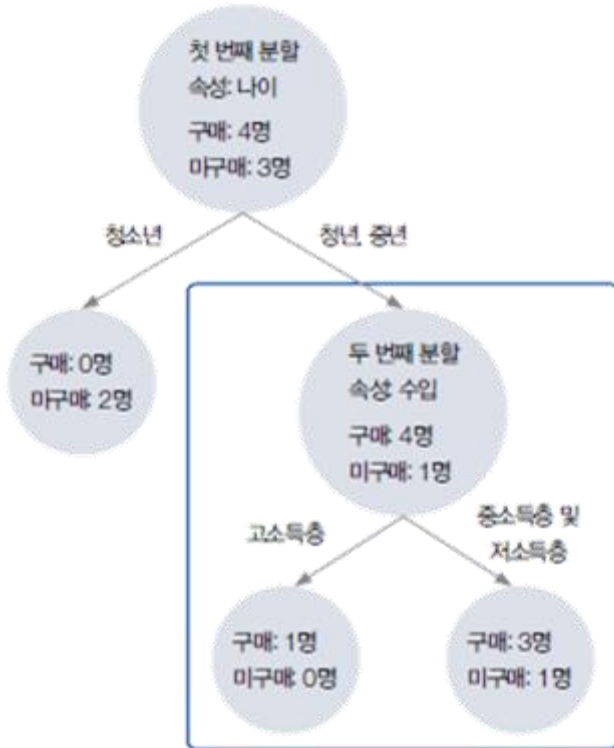 첫 번째 분할
속성: 나이
구매: 4명
미구매: 3명
청소년
청년, 중년
구매: 0명
미구매: 2명
두 번째 분할
속성: 수입
구매: 4명
미구매: 1명
고소득층
중소득층 및
저소득층
구매: 1명
미구매: 0명
구매: 3명
미구매: 1명